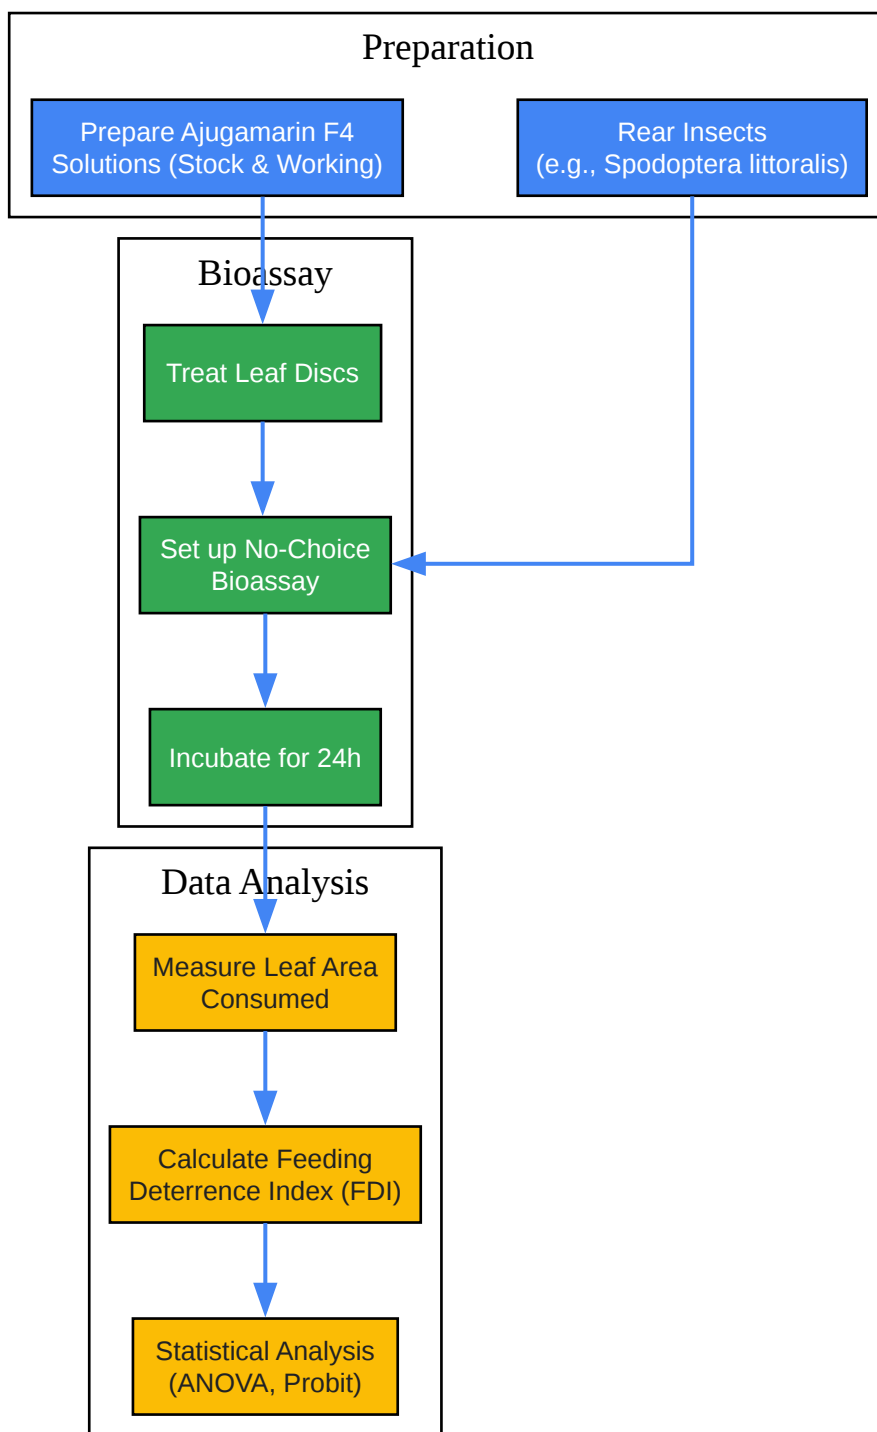 Preparation
Prepare Ajugamarin F4
Solutions (Stock & Working)
Rear Insects
(e.g., Spodoptera littoralis)
Bioassay
Treat Leaf Discs
Set up No-Choice
Bioassay
Incubate for 24h
Data Analysis
Measure Leaf Area
Consumed
Calculate Feeding
Deterrence Index (FDI)
Statistical Analysis
(ANOVA, Probit)